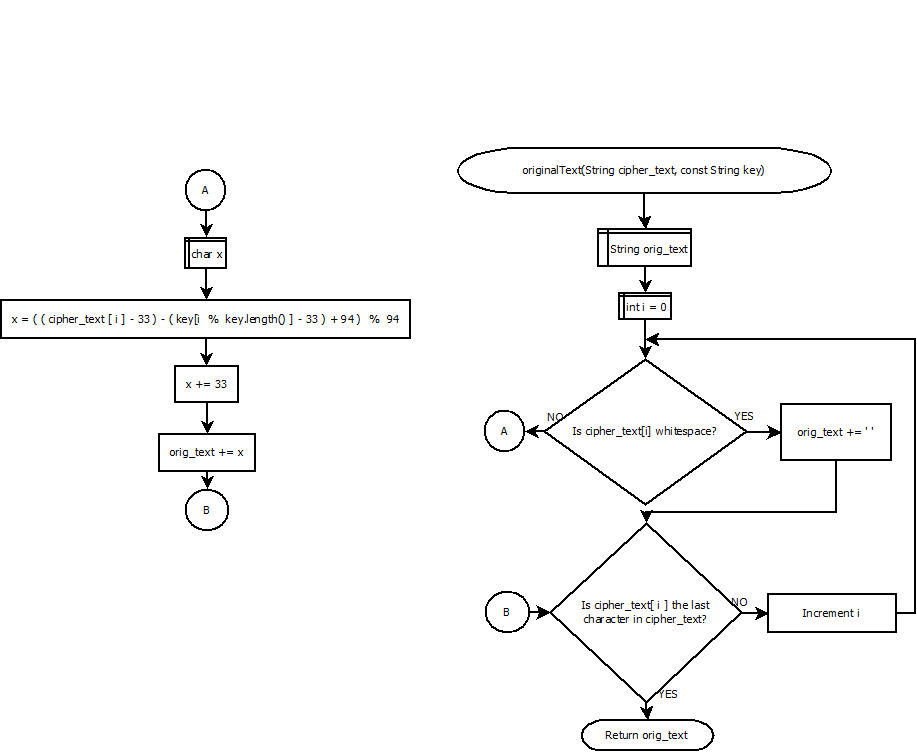 originalText(String cipher_text, const String key)
String orig_text
int i = 0
Is cipher_text[i] whitespace?
NO
YES
A
orig_text += ' '
B
Is cipher_text[ i ] the last
character in cipher_text?
NO
Increment i
YES
Return orig_text
A
char x
x = ( ( cipher_text [ i ] - 33 ) - ( key[i % key.length() ] - 33 ) + 94 ) % 94
x += 33
orig_text += x
B